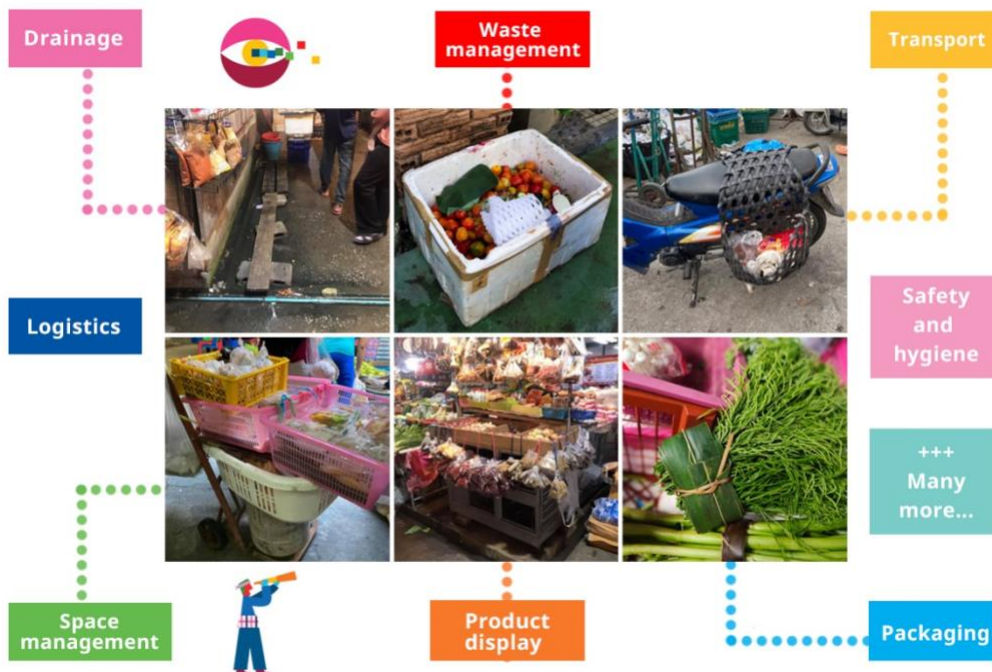 Drainage
Waste
management
Transport
Logistics
Safety
and
hygiene
+++
Many
more...
Space
management
Product
display
Packaging